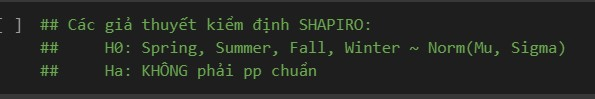 [ ] ## Các giả thuyết kiểm định SHAPIRO:
## H0: Spring, Summer, Fall, Winter ~ Norm(Mu, Sigma)
## Ha: KHÔNG phải pp chuẩn